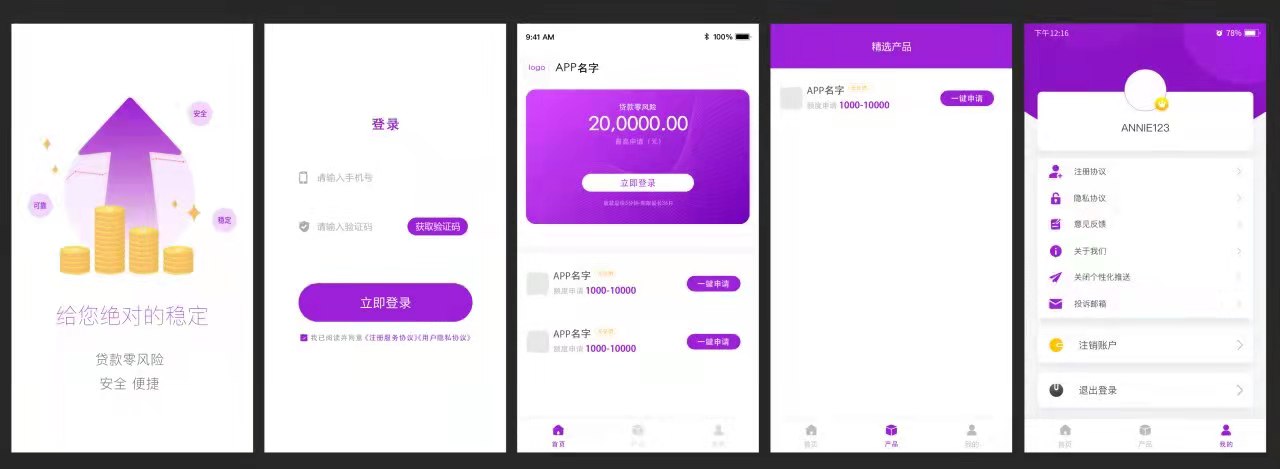 安全
可靠
稳定
给您绝对的稳定
贷款零风险
安全 便捷
登录
请输入手机号
请输入验证码
获取验证码
立即登录
我已阅读并同意《注册服务协议》《用户隐私协议》
9:41 AM
100%
logo
APP名字
贷款零风险
20,0000.00
最高申请（元）
立即登录
APP名字
额度申请 1000-10000
一键申请
APP名字
额度申请 1000-10000
一键申请
首页
产品
我的
精选产品
APP名字
额度申请 1000-10000
一键申请
首页
产品
我的
下午12:16
78%
ANNIE123
注册协议
隐私协议
意见反馈
关于我们
关闭个性化推送
投诉邮箱
注销账户
退出登录
首页
产品
我的